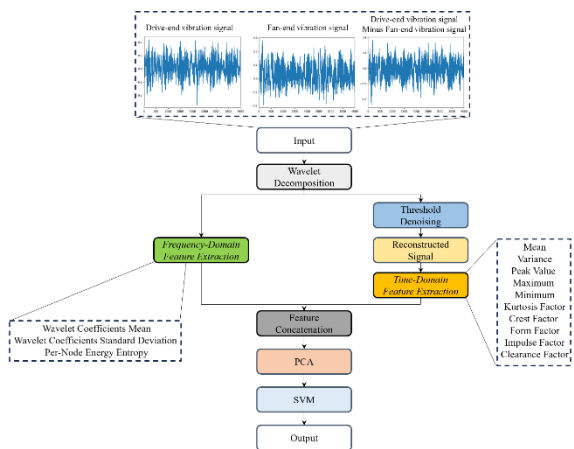 Drive-end vibration signal
Fan-end vibration signal
Drive-end vibration signal
Minus Fan-end vibration signal
Input
Wavelet
Decomposition
Threshold
Denoising
Frequency-Domain
Feature Extraction
Reconstructed
Signal
Time-Domain
Feature Extraction
Mean
Variance
Peak Value
Maximum
Minimum
Kurtosis Factor
Crest Factor
Form Factor
Impulse Factor
Clearance Factor
Wavelet Coefficients Mean
Wavelet Coefficients Standard Deviation
Per-Node Energy Entropy
Feature
Concatenation
PCA
SVM
Output